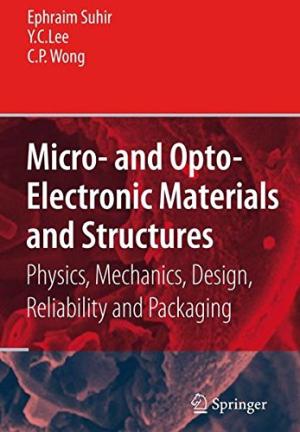 Ephraim Suhir
Y.C.Lee
C.P. Wong
Micro- and Opto-
Electronic Materials
and Structures
Physics, Mechanics, Design,
Reliability and Packaging
Springer